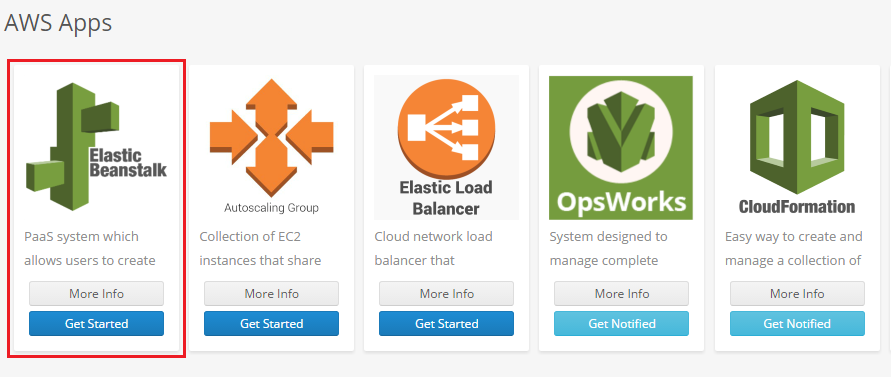 AWS Apps
Elastic
Beanstalk
PaaS system which
allows users to create
More Info
Get Started
Autoscaling Group
Collection of EC2
instances that share
More Info
Get Started
Elastic Load
Balancer
Cloud network load
balancer that
More Info
Get Started
OpsWorks
System designed to
manage complete
More Info
Get Notified
CloudFormation
Easy way to create and
manage a collection of
More Info
Get Notified